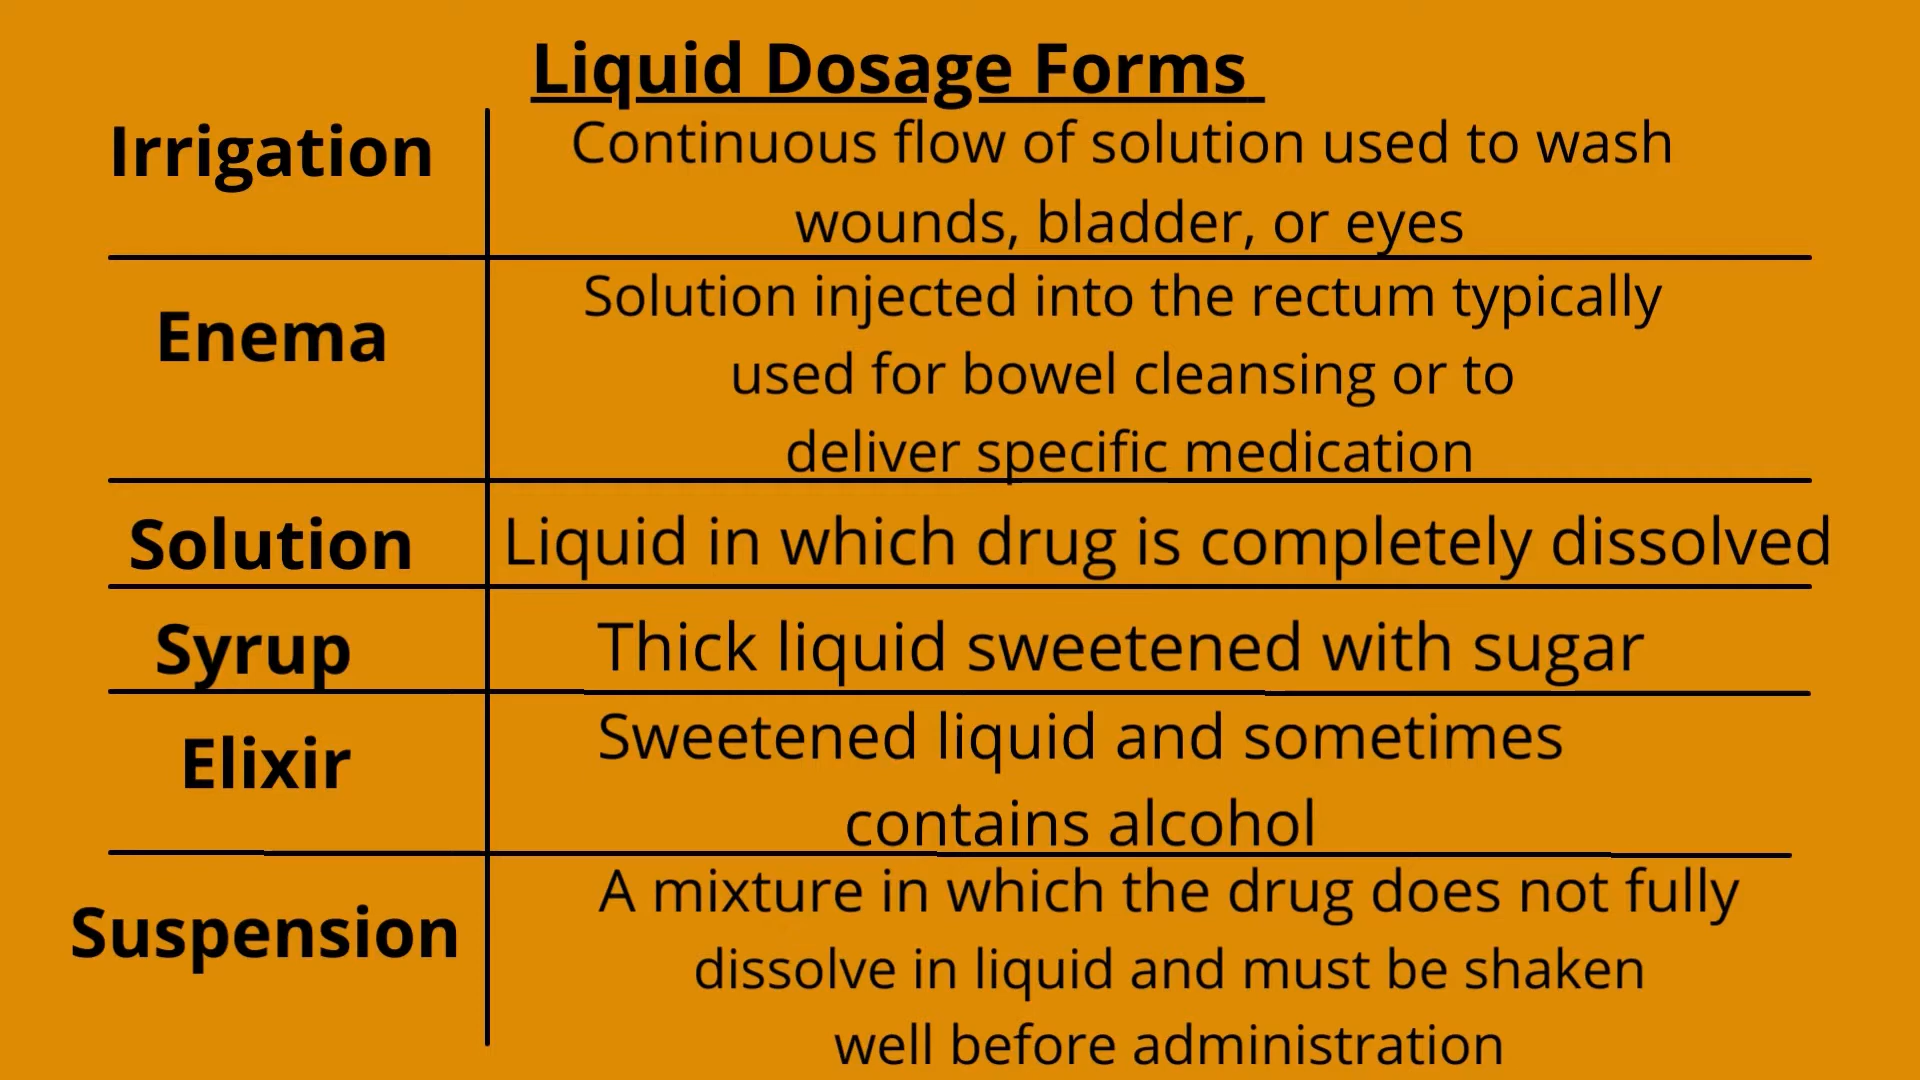 Liquid Dosage Forms
Irrigation
Continuous flow of solution used to wash
wounds, bladder, or eyes
Enema
Solution injected into the rectum typically
used for bowel cleansing or to
deliver specific medication
Solution
Liquid in which drug is completely dissolved
Syrup
Thick liquid sweetened with sugar
Elixir
Sweetened liquid and sometimes
contains alcohol
Suspension
A mixture in which the drug does not fully
dissolve in liquid and must be shaken
well before administration